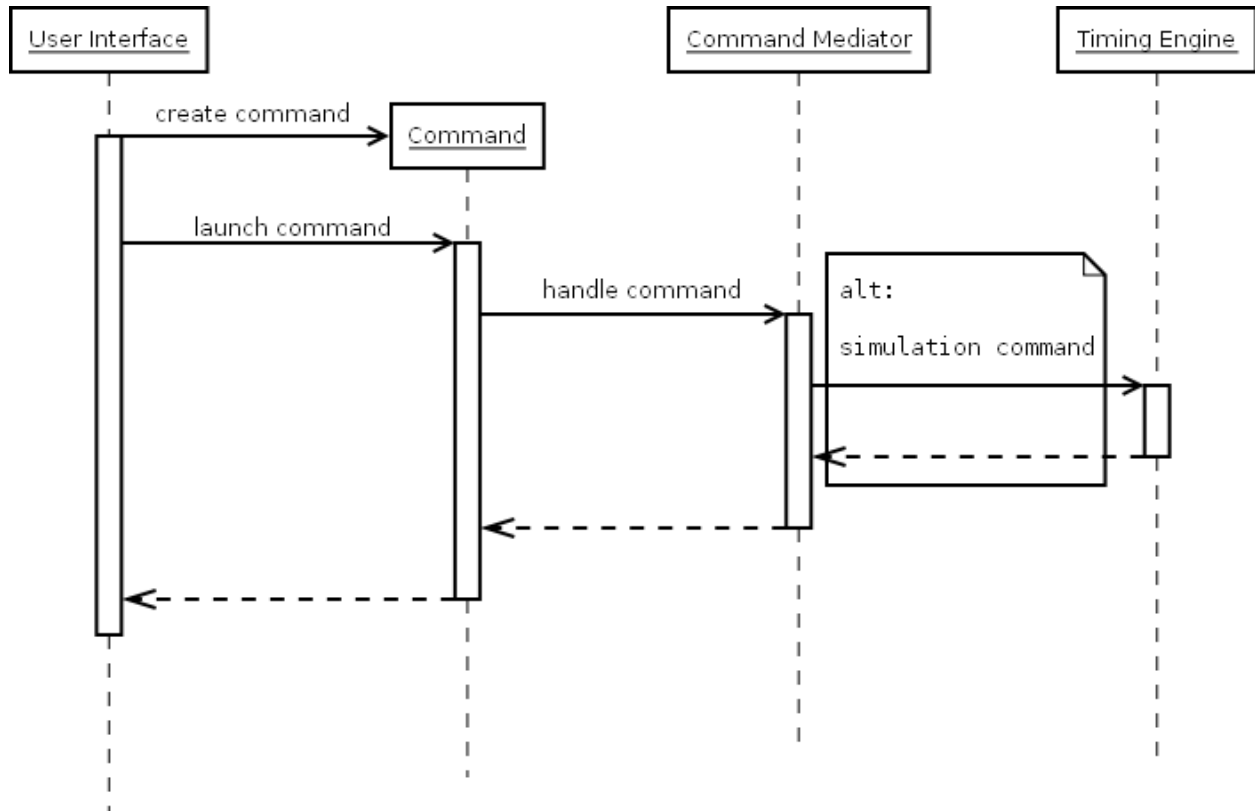 User Interface
Command Mediator
Timing Engine
create command
Command
launch command
handle command
alt:
simulation command